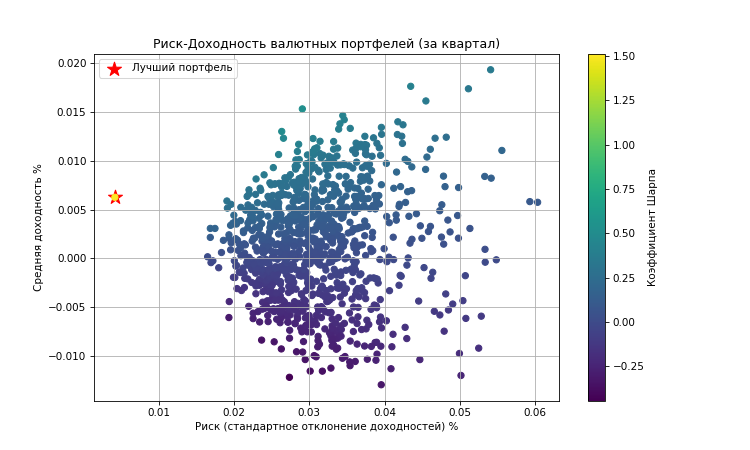 Риск-Доходность валютных портфелей (за квартал)
Лучший портфель
Средняя доходность %
0.020
0.015
0.010
0.005
0.000
−0.005
−0.010
0.01 0.02 0.03 0.04 0.05 0.06
Риск (стандартное отклонение доходностей) %
1.50
1.25
1.00
0.75
0.50
0.25
0.00
−0.25
Коэффициент Шарпа